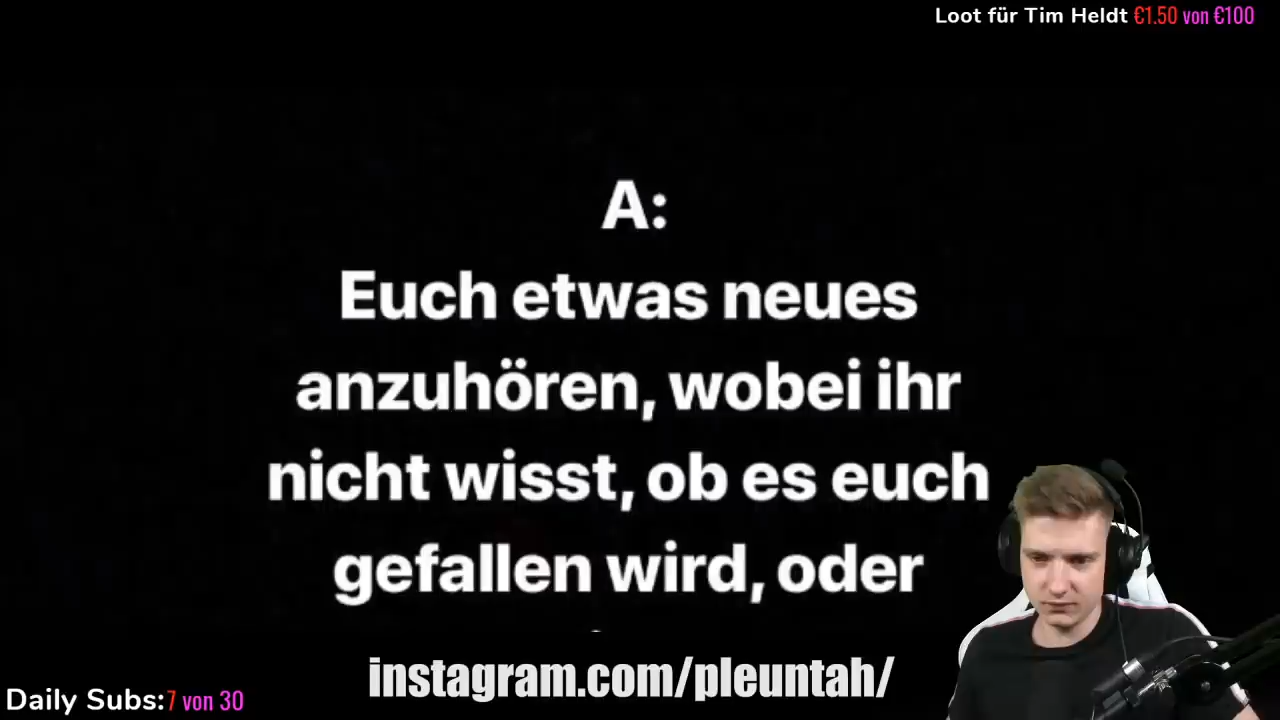 Loot für Tim Heldt €1.50 von €100
A:
Euch etwas neues
anzuhören, wobei ihr
nicht wisst, ob es euch
gefallen wird, oder
instagram.com/pleuntah/
Daily Subs:7 von 30